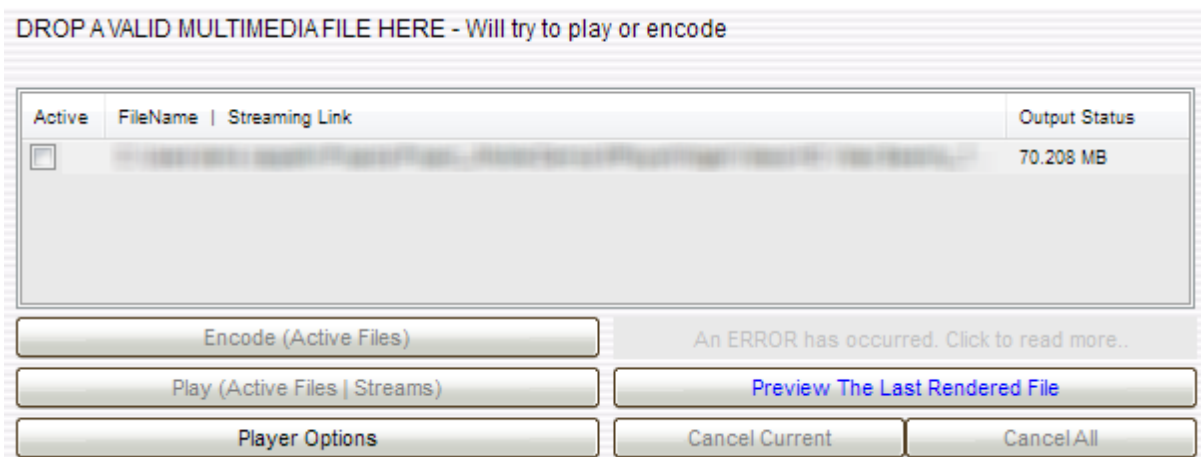 DROP A VALID MULTIMEDIA FILE HERE - Will try to play or encode
Active FileName | Streaming Link Output Status
70.208 MB
Encode (Active Files) An ERROR has occurred. Click to read more..
Play (Active Files | Streams) Preview The Last Rendered File
Player Options Cancel Current Cancel All